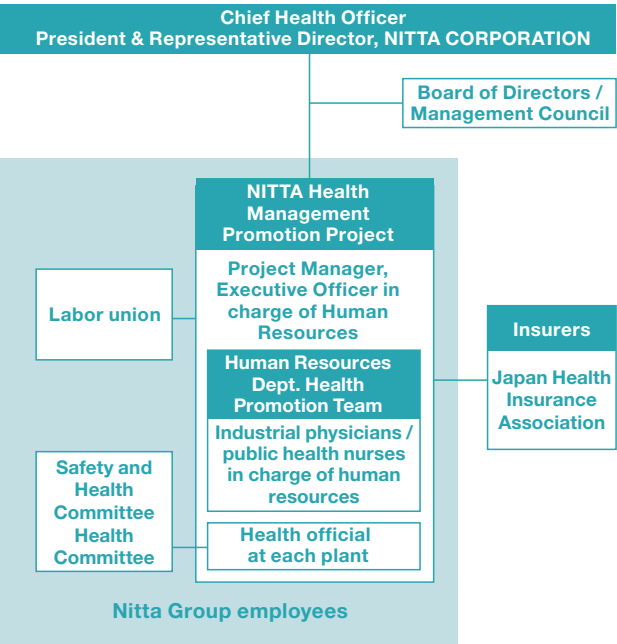 Chief Health Officer
President & Representative Director, NITTA CORPORATION
Board of Directors /
Management Council
NITTA Health
Management
Promotion Project
Project Manager,
Executive Officer in
charge of Human
Resources
Labor union
Human Resources
Dept. Health
Promotion Team
Industrial physicians /
public health nurses
in charge of human
resources
Insurers
Japan Health
Insurance
Association
Safety and
Health
Committee
Health
Committee
Health official
at each plant
Nitta Group employees